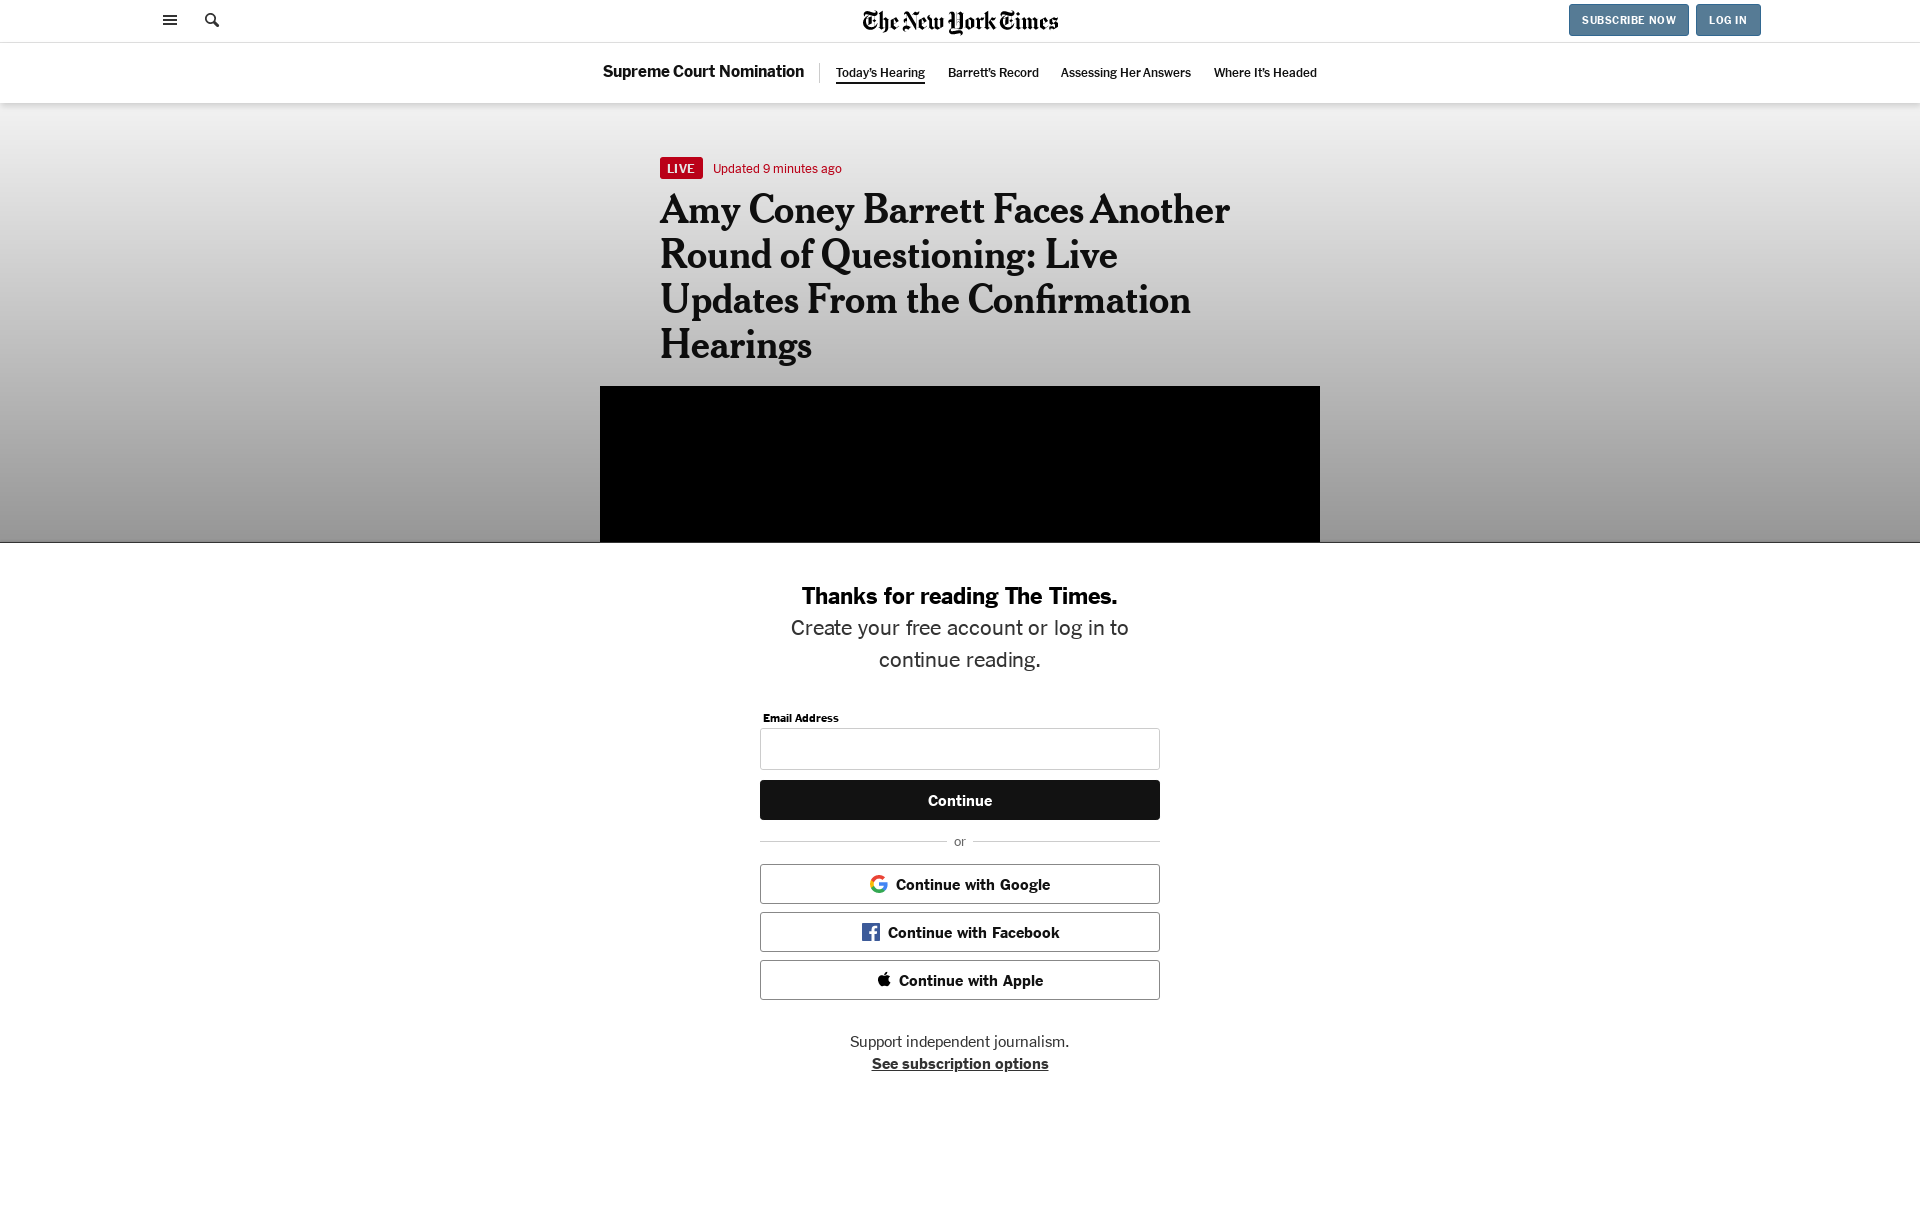 The New York Times
SUBSCRIBE NOW
LOG IN
Supreme Court Nomination
Today's Hearing
Barrett's Record
Assessing Her Answers
Where It's Headed
LIVE
Updated 9 minutes ago
Amy Coney Barrett Faces Another
Round of Questioning: Live
Updates From the Confirmation
Hearings
Thanks for reading The Times.
Create your free account or log in to
continue reading.
Email Address
Continue
or
Continue with Google
Continue with Facebook
Continue with Apple
Support independent journalism.
See subscription options